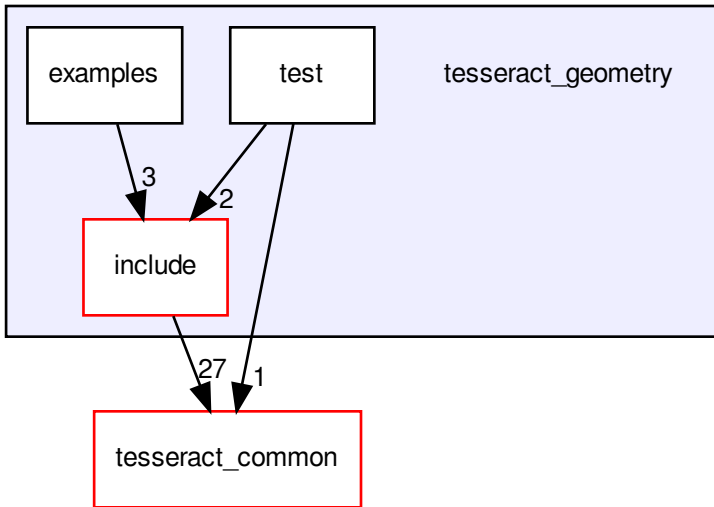 examples
test
tesseract_geometry
3
2
include
27
1
tesseract_common